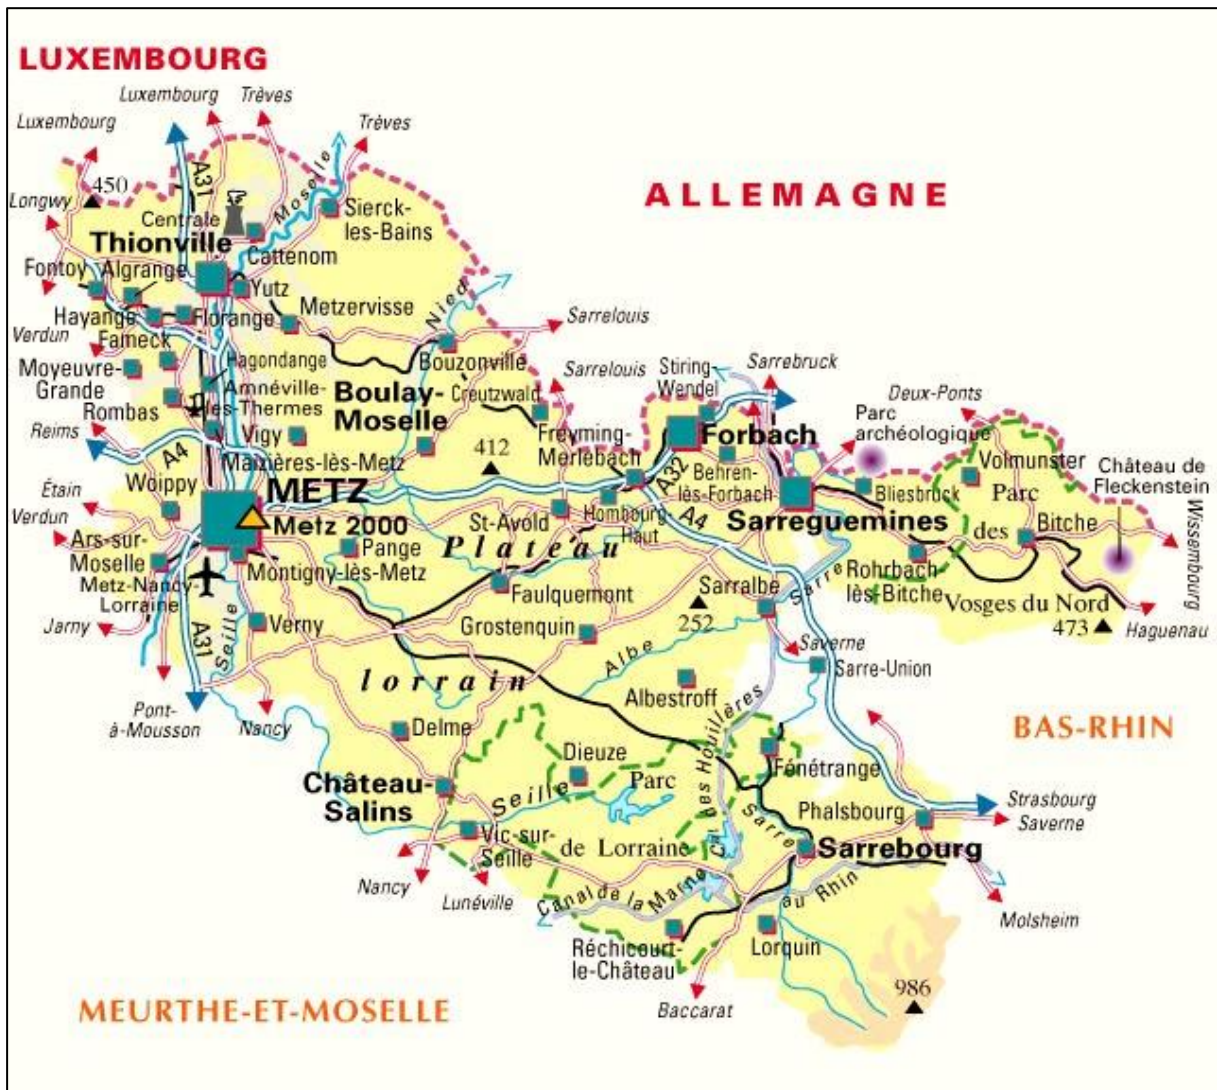 LUXEMBOURG
Luxembourg
Trèves
Luxembourg
Trèves
A31
Moselle
450
ALLEMAGNE
Longwy
Centrale
Sierck-
les-Bains
Thionville
Cattenom
Fontoy
Algrange
Yutz
Metzervisse
Nied
Hayange
Florange
Sarrelouis
Verdun
Fameck
Hagondange
Bouzonville
Sarrelouis
Stiring-
Wendel
Sarrebruck
Moyeuvre-
Grande
Amnéville-
les-Thermes
Boulay-
Moselle
Creutzwald
Deux-Ponts
Rombas
Parc
archéologique
Reims
Vigy
Freyming-
Merlebach
Forbach
A4
Maizières-lès-Metz
412
A32
Behren-
lès-Forbach
Volmunster
Château de
Fleckenstein
Woippy
Étain
METZ
Bliesbruck
Parc
Verdun
Metz 2000
St-Avold
Hombourg-
Haut
A4
Sarreguemines
des
Bitche
Wissembourg
Ars-sur-
Moselle
Pange
Plateau
Metz-Nancy-
Lorraine
Montigny-lès-Metz
Faulquemont
Sarralbe
Sarre
Rohrbach
lès-Bitche
Vosges du Nord
Jarny
A31
Seille
Verny
Grostenquin
252
473
Haguenau
Albe
Saverne
Sarre-Union
lorrain
Albestroff
Pont-
à-Mousson
Nancy
Delme
BAS-RHIN
Dieuze
Cal des Houillères
Fénétrange
Château-
Salins
Seille
Parc
Phalsbourg
Strasbourg
Saverne
Sarre
Vic-sur-
Seille
de Lorraine
Sarrebourg
Nancy
Lunéville
Canal de la Marne
au Rhin
Molsheim
Réchicourt-
le-Château
Lorquin
986
MEURTHE-ET-MOSELLE
Baccarat